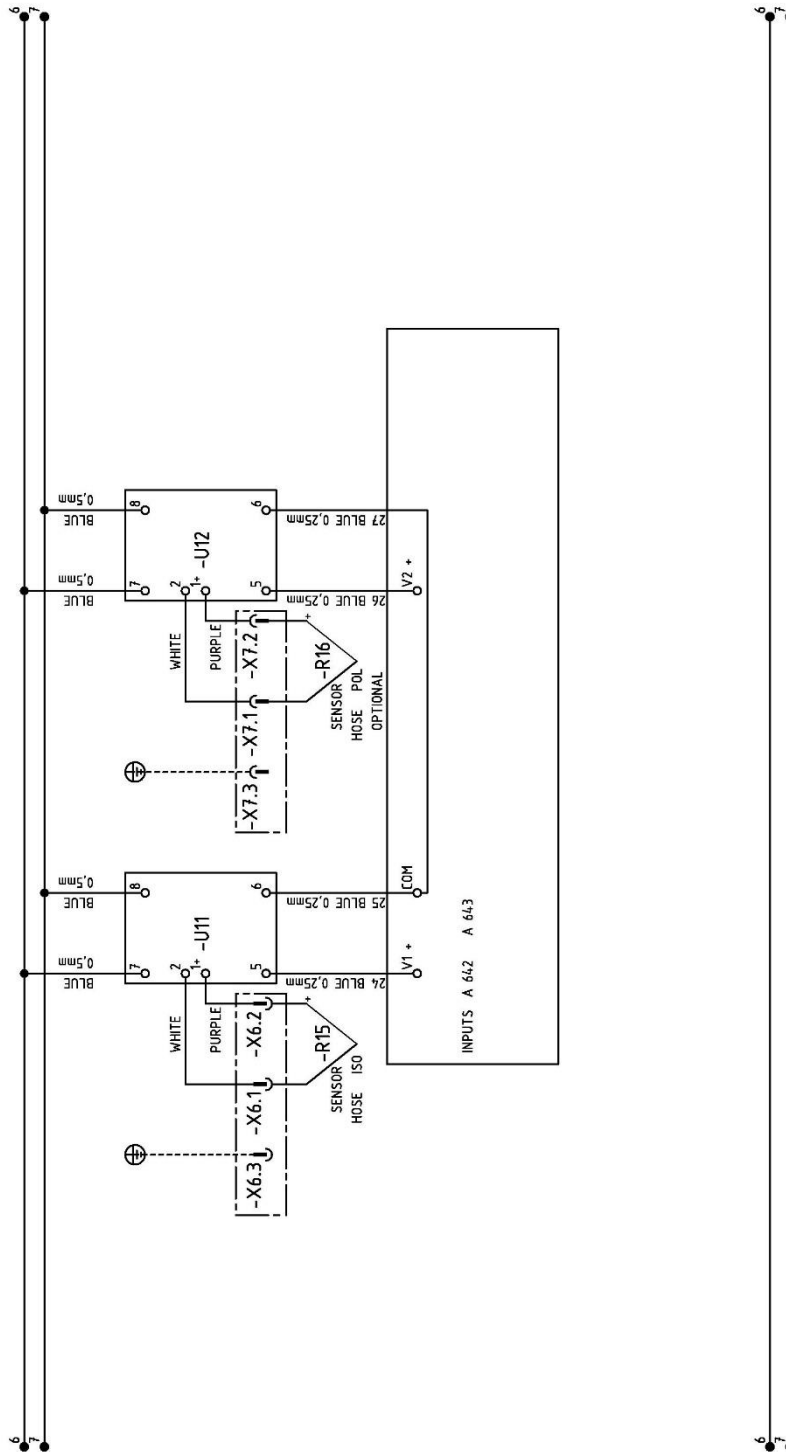 6
7
6
7
BLUE 0,5mm
BLUE 0,5mm
7
8
-U12
2
1+
5
6
WHITE
PURPLE
-X7.3
-X7.1
-X7.2
-R16
SENSOR
HOSE POL
OPTIONAL
26 BLUE 0,25mm
27 BLUE 0,25mm
V2 +
BLUE 0,5mm
BLUE 0,5mm
7
8
-U11
2
1+
5
6
WHITE
PURPLE
-X6.3
-X6.1
-X6.2
-R15
SENSOR
HOSE ISO
24 BLUE 0,25mm
25 BLUE 0,25mm
V1 +
COM
INPUTS A 642 A 643
+
+
6
7
6
7